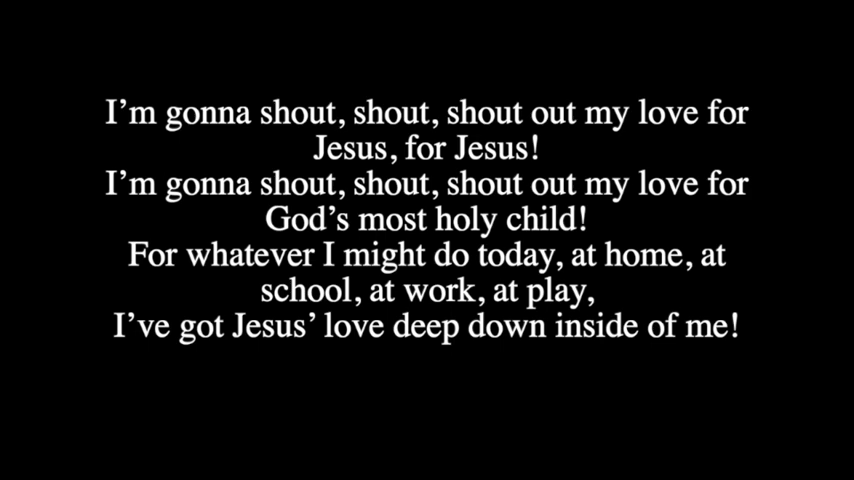 I’m gonna shout, shout, shout out my love for
Jesus, for Jesus!
I’m gonna shout, shout, shout out my love for
God’s most holy child!
For whatever I might do today, at home, at
school, at work, at play,
I’ve got Jesus’ love deep down inside of me!